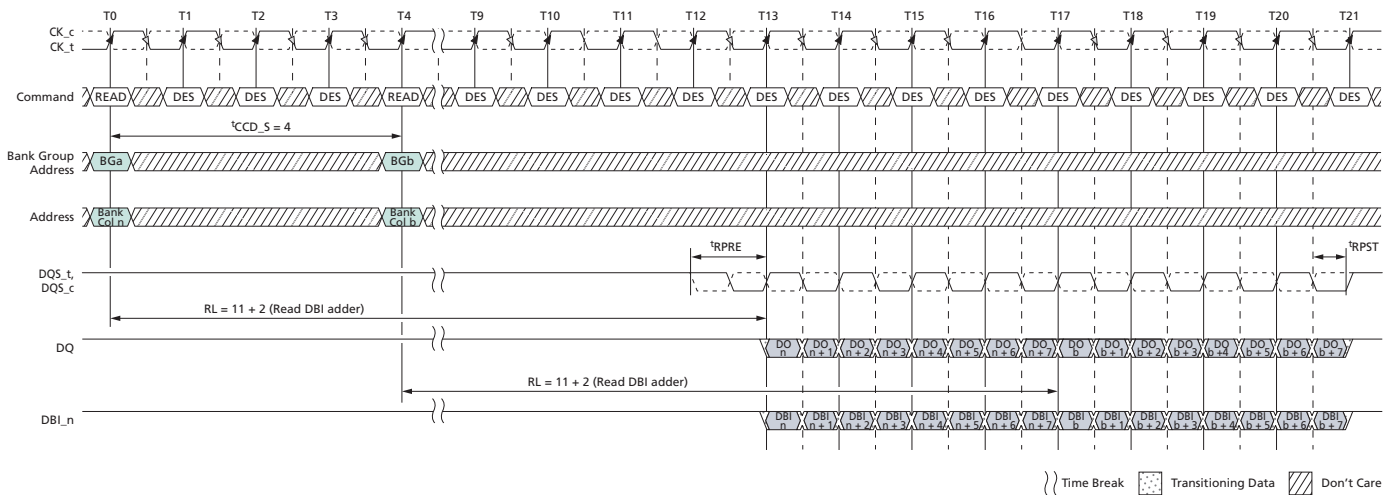 T0 T1 T2 T3 T4 T9 T10 T11 T12 T13 T14 T15 T16 T17 T18 T19 T20 T21
CK_c
CK_t
Command READ DES DES DES READ DES DES DES DES DES DES DES DES DES DES DES DES DES
tCCD_S = 4
Bank Group
Address BGa BGb
Address Bank
Col n Bank
Col b
tRPRE tRPST
DQS_t,
DQS_c
RL = 11 + 2 (Read DBI adder)
DQ DO
n DO
n + 1 DO
n + 2 DO
n + 3 DO
n + 4 DO
n + 5 DO
n + 6 DO
n + 7 DO
b DO
b + 1 DO
b + 2 DO
b + 3 DO
b + 4 DO
b + 5 DO
b + 6 DO
b + 7
RL = 11 + 2 (Read DBI adder)
DBI_n DBI
n DBI
n + 1 DBI
n + 2 DBI
n + 3 DBI
n + 4 DBI
n + 5 DBI
n + 6 DBI
n + 7 DBI
b DBI
b + 1 DBI
b + 2 DBI
b + 3 DBI
b + 4 DBI
b + 5 DBI
b + 6 DBI
b + 7
Time Break Transitioning Data Don't Care